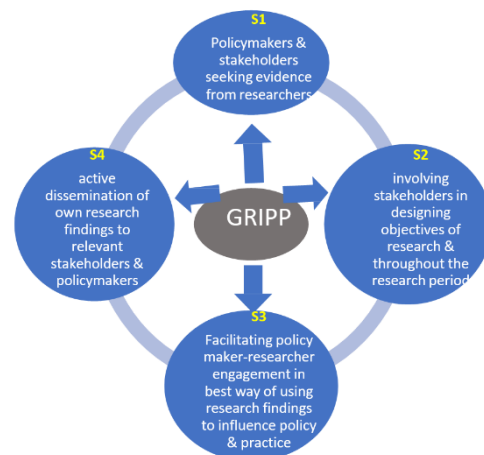 S1
Policymakers &
stakeholders
seeking evidence
from researchers
S2
involving
stakeholders in
designing
objectives of
research &
throughout the
research period
GRIPP
S4
active
dissemination of
own research
findings to
relevant
stakeholders &
policymakers
S3
Facilitating policy
maker-researcher
engagement in
best way of using
research findings
to influence policy
& practice